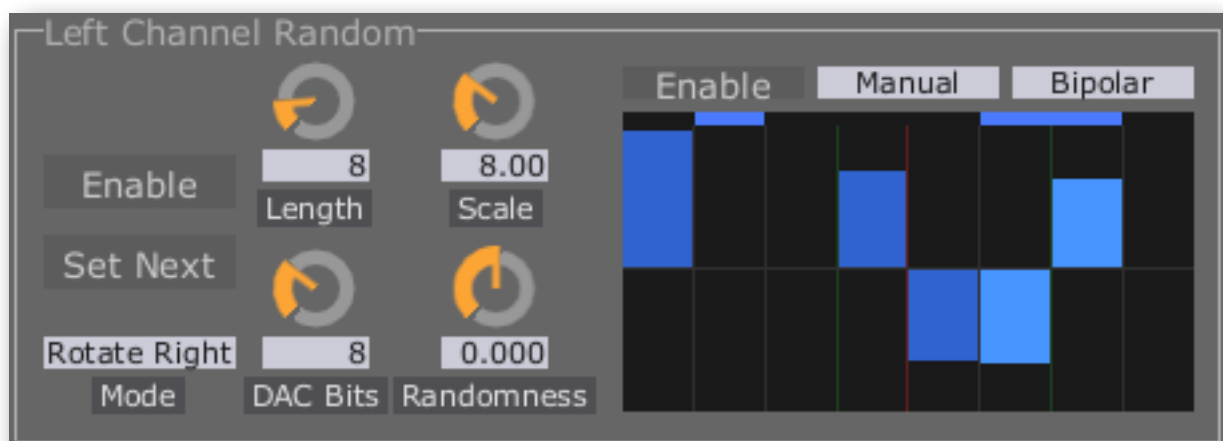 Left Channel Random
Enable Manual Bipolar
8 8.00
Enable
Length Scale
Set Next
Rotate Right 8 0.000
Mode DAC Bits Randomness